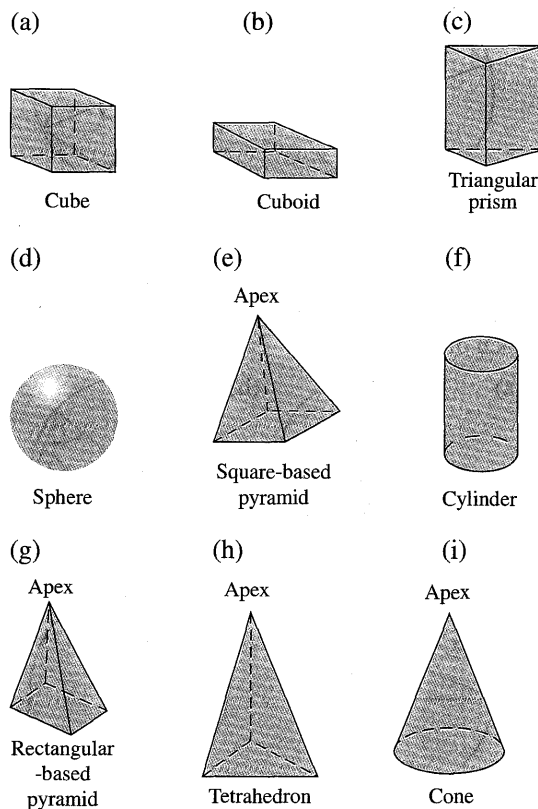 (a)
(b)
(c)
Cube
Cuboid
Triangular
prism
(d)
(e)
(f)
Apex
Sphere
Square-based
pyramid
Cylinder
(g)
(h)
(i)
Apex
Apex
Apex
Rectangular
-based
pyramid
Tetrahedron
Cone